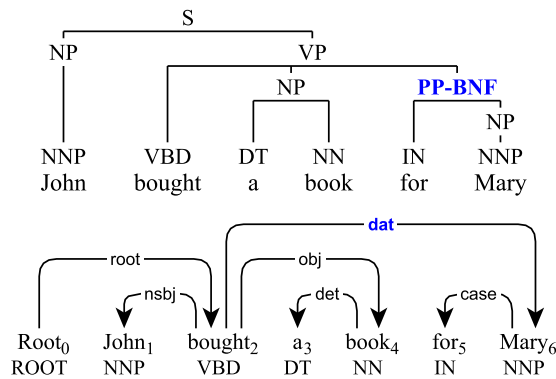 S
NP VP
NP PP-BNF
NP
NNP VBD DT NN IN NNP
John bought a book for Mary
dat
root obj
nsbj det case
Root0 John1 bought2 a3 book4 for5 Mary6
ROOT NNP VBD DT NN IN NNP